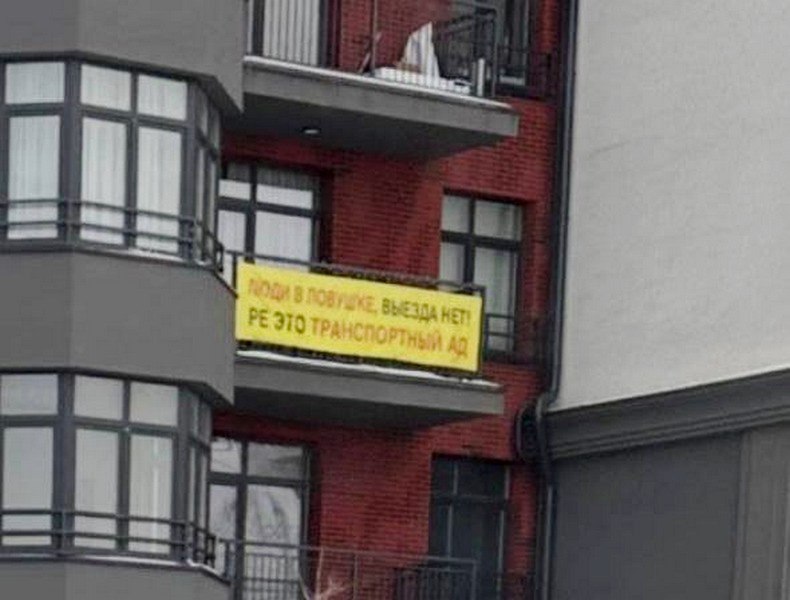 ЛЮДИ В ЛОВУШКЕ, ВЫЕЗДА НЕТ!
РЕ ЭТО ТРАНСПОРТНЫЙ АД